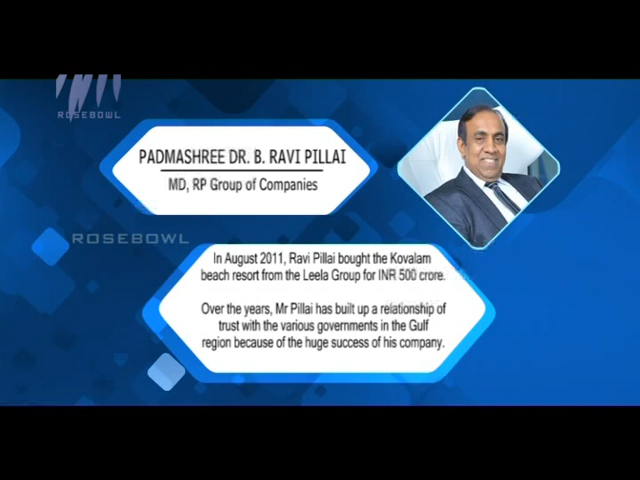 ROSEBOWL
PADMASHREE DR. B. RAVI PILLAI
MD, RP Group of Companies
ROSEBOWL
In August 2011, Ravi Pillai bought the Kovalam
beach resort from the Leela Group for INR 500 crore.
Over the years, Mr Pillai has built up a relationship of
trust with the various governments in the Gulf
region because of the huge success of his company.